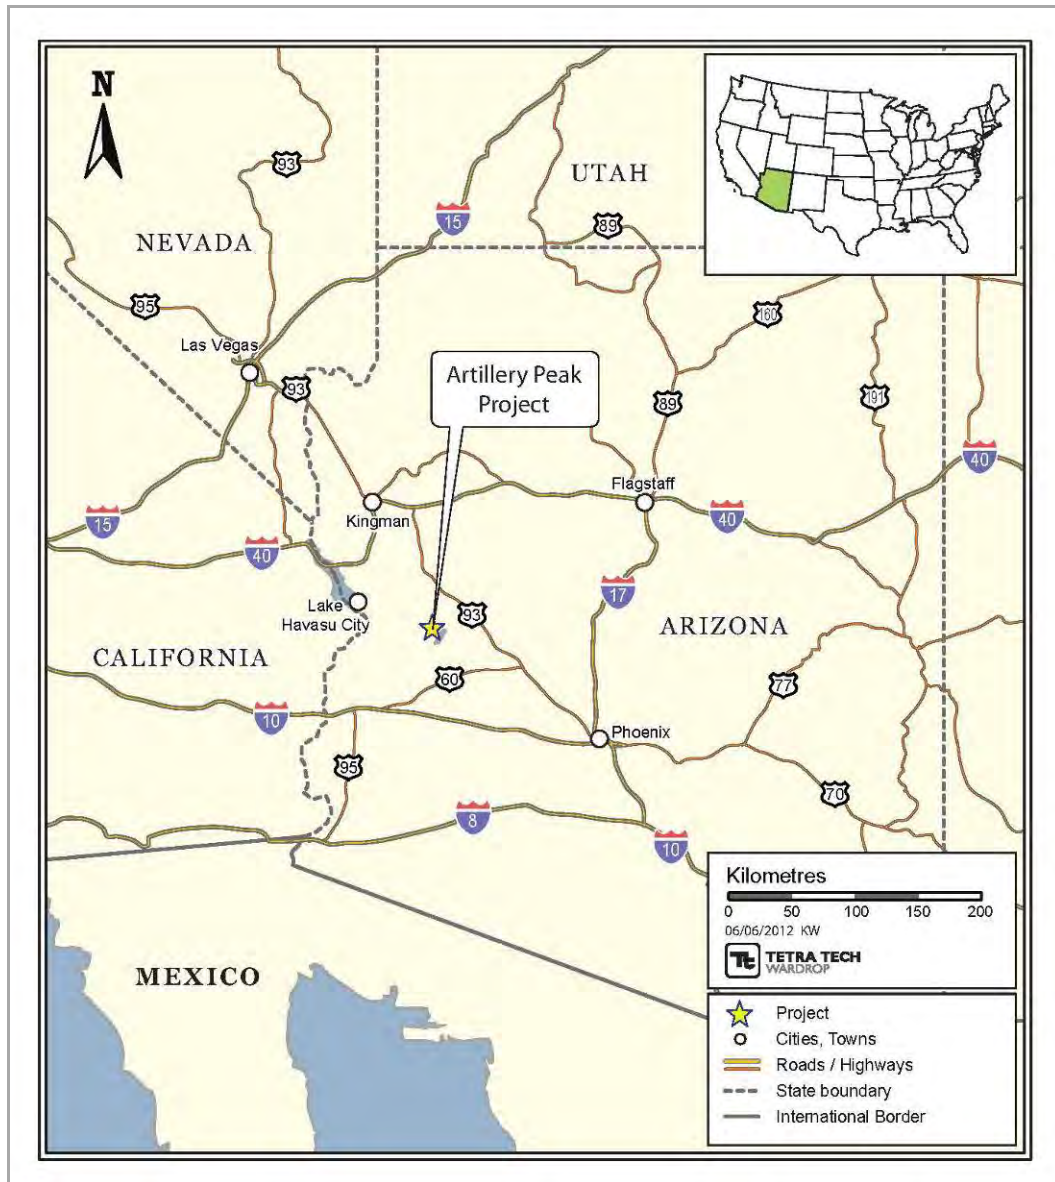 N
93
UTAH
15
89
NEVADA
95
160
Las Vegas
93
Artillery Peak
Project
89
191
40
Flagstaff
15
Kingman
40
40
17
Lake
Havasu City
93
ARIZONA
CALIFORNIA
60
77
10
Phoenix
95
70
8
10
Kilometres
0 50 100 150 200
06/06/2012 KW
Tt TETRA TECH
WARDROP
MEXICO
Project
Cities, Towns
Roads / Highways
State boundary
International Border